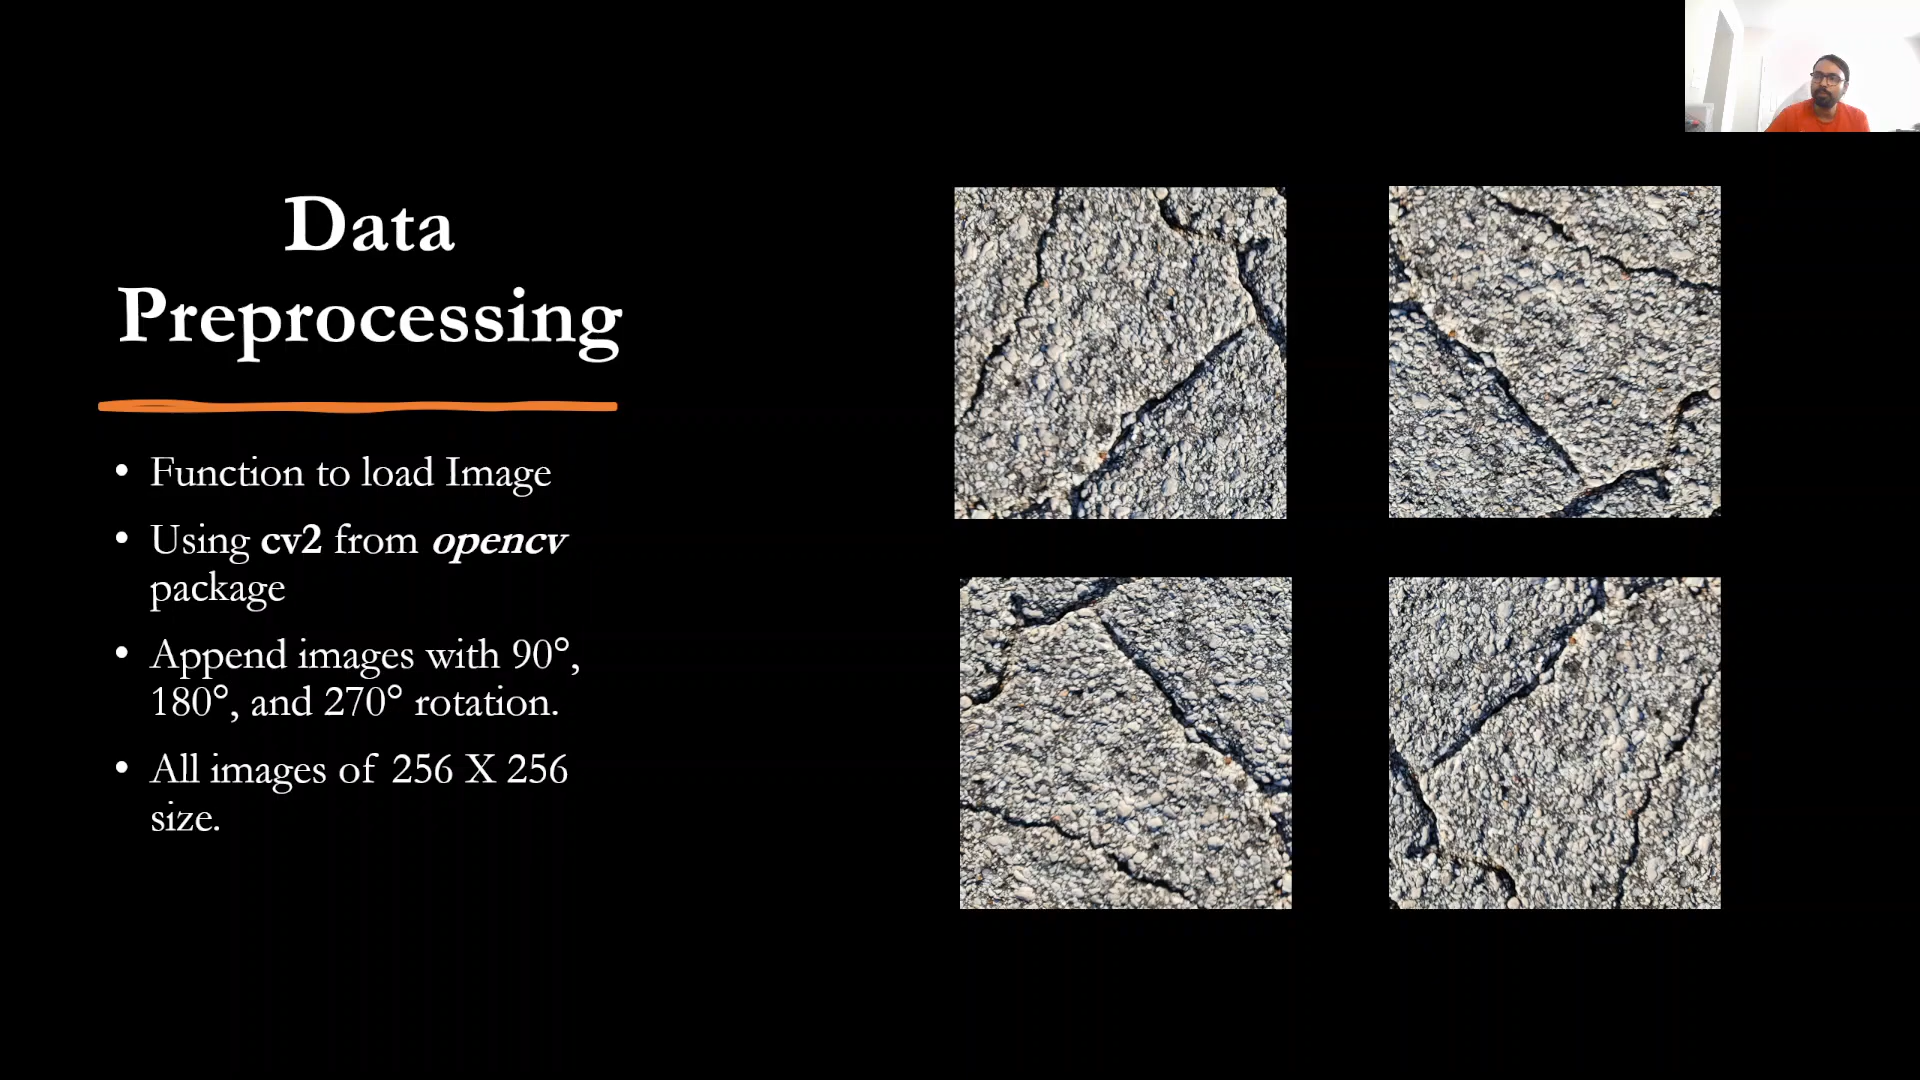 Data
Preprocessing
• Function to load Image
• Using cv2 from opencv
package
• Append images with 90°,
180°, and 270° rotation.
• All images of 256 X 256
size.